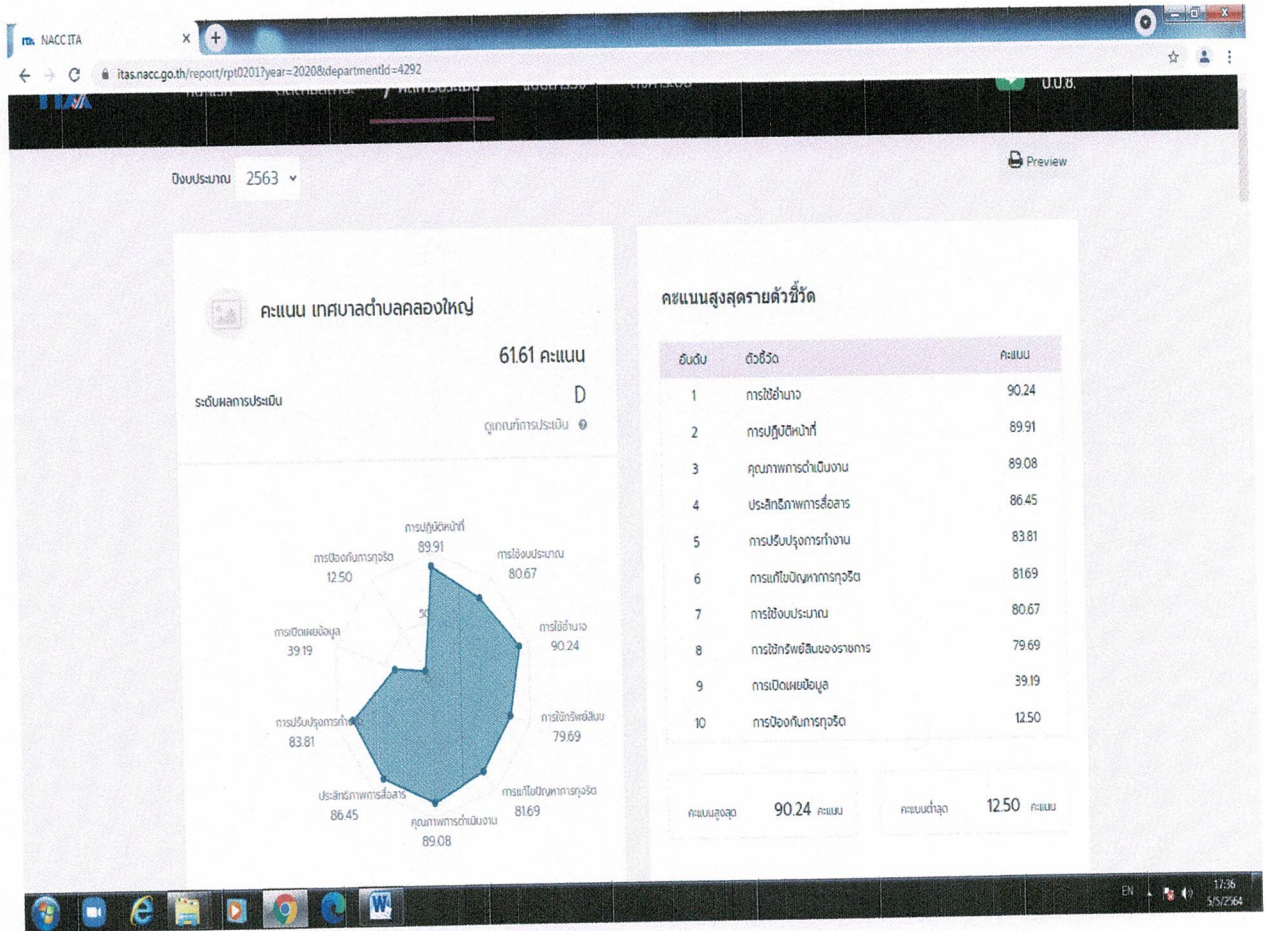 NACC ITA
itas.nacc.go.th/report/rpt0201?year=2020&departmentId=4292
ป.ป.ช.
ปีงบประมาณ 2563
Preview
คะแนน เทศบาลตำบลคลองใหญ่
61.61 คะแนน
ระดับผลการประเมิน D
ดูเกณฑ์การประเมิน
การปฏิบัติหน้าที่
89.91
การใช้งบประมาณ
80.67
การใช้อำนาจ
90.24
การใช้ทรัพย์สินข
79.69
การแก้ไขปัญหาการทุจริต
81.69
คุณภาพการดำเนินงาน
89.08
ประสิทธิภาพการสื่อสาร
86.45
การปรับปรุงการทำงาน
83.81
การเปิดเผยข้อมูล
39.19
การป้องกันการทุจริต
12.50
50
คะแนนสูงสุดรายตัวชี้วัด
อันดับ ตัวชี้วัด คะแนน
1 การใช้อำนาจ 90.24
2 การปฏิบัติหน้าที่ 89.91
3 คุณภาพการดำเนินงาน 89.08
4 ประสิทธิภาพการสื่อสาร 86.45
5 การปรับปรุงการทำงาน 83.81
6 การแก้ไขปัญหาการทุจริต 81.69
7 การใช้งบประมาณ 80.67
8 การใช้ทรัพย์สินของราชการ 79.69
9 การเปิดเผยข้อมูล 39.19
10 การป้องกันการทุจริต 12.50
คะแนนสูงสุด 90.24 คะแนน
คะแนนต่ำสุด 12.50 คะแนน
EN
17:36
5/5/2564